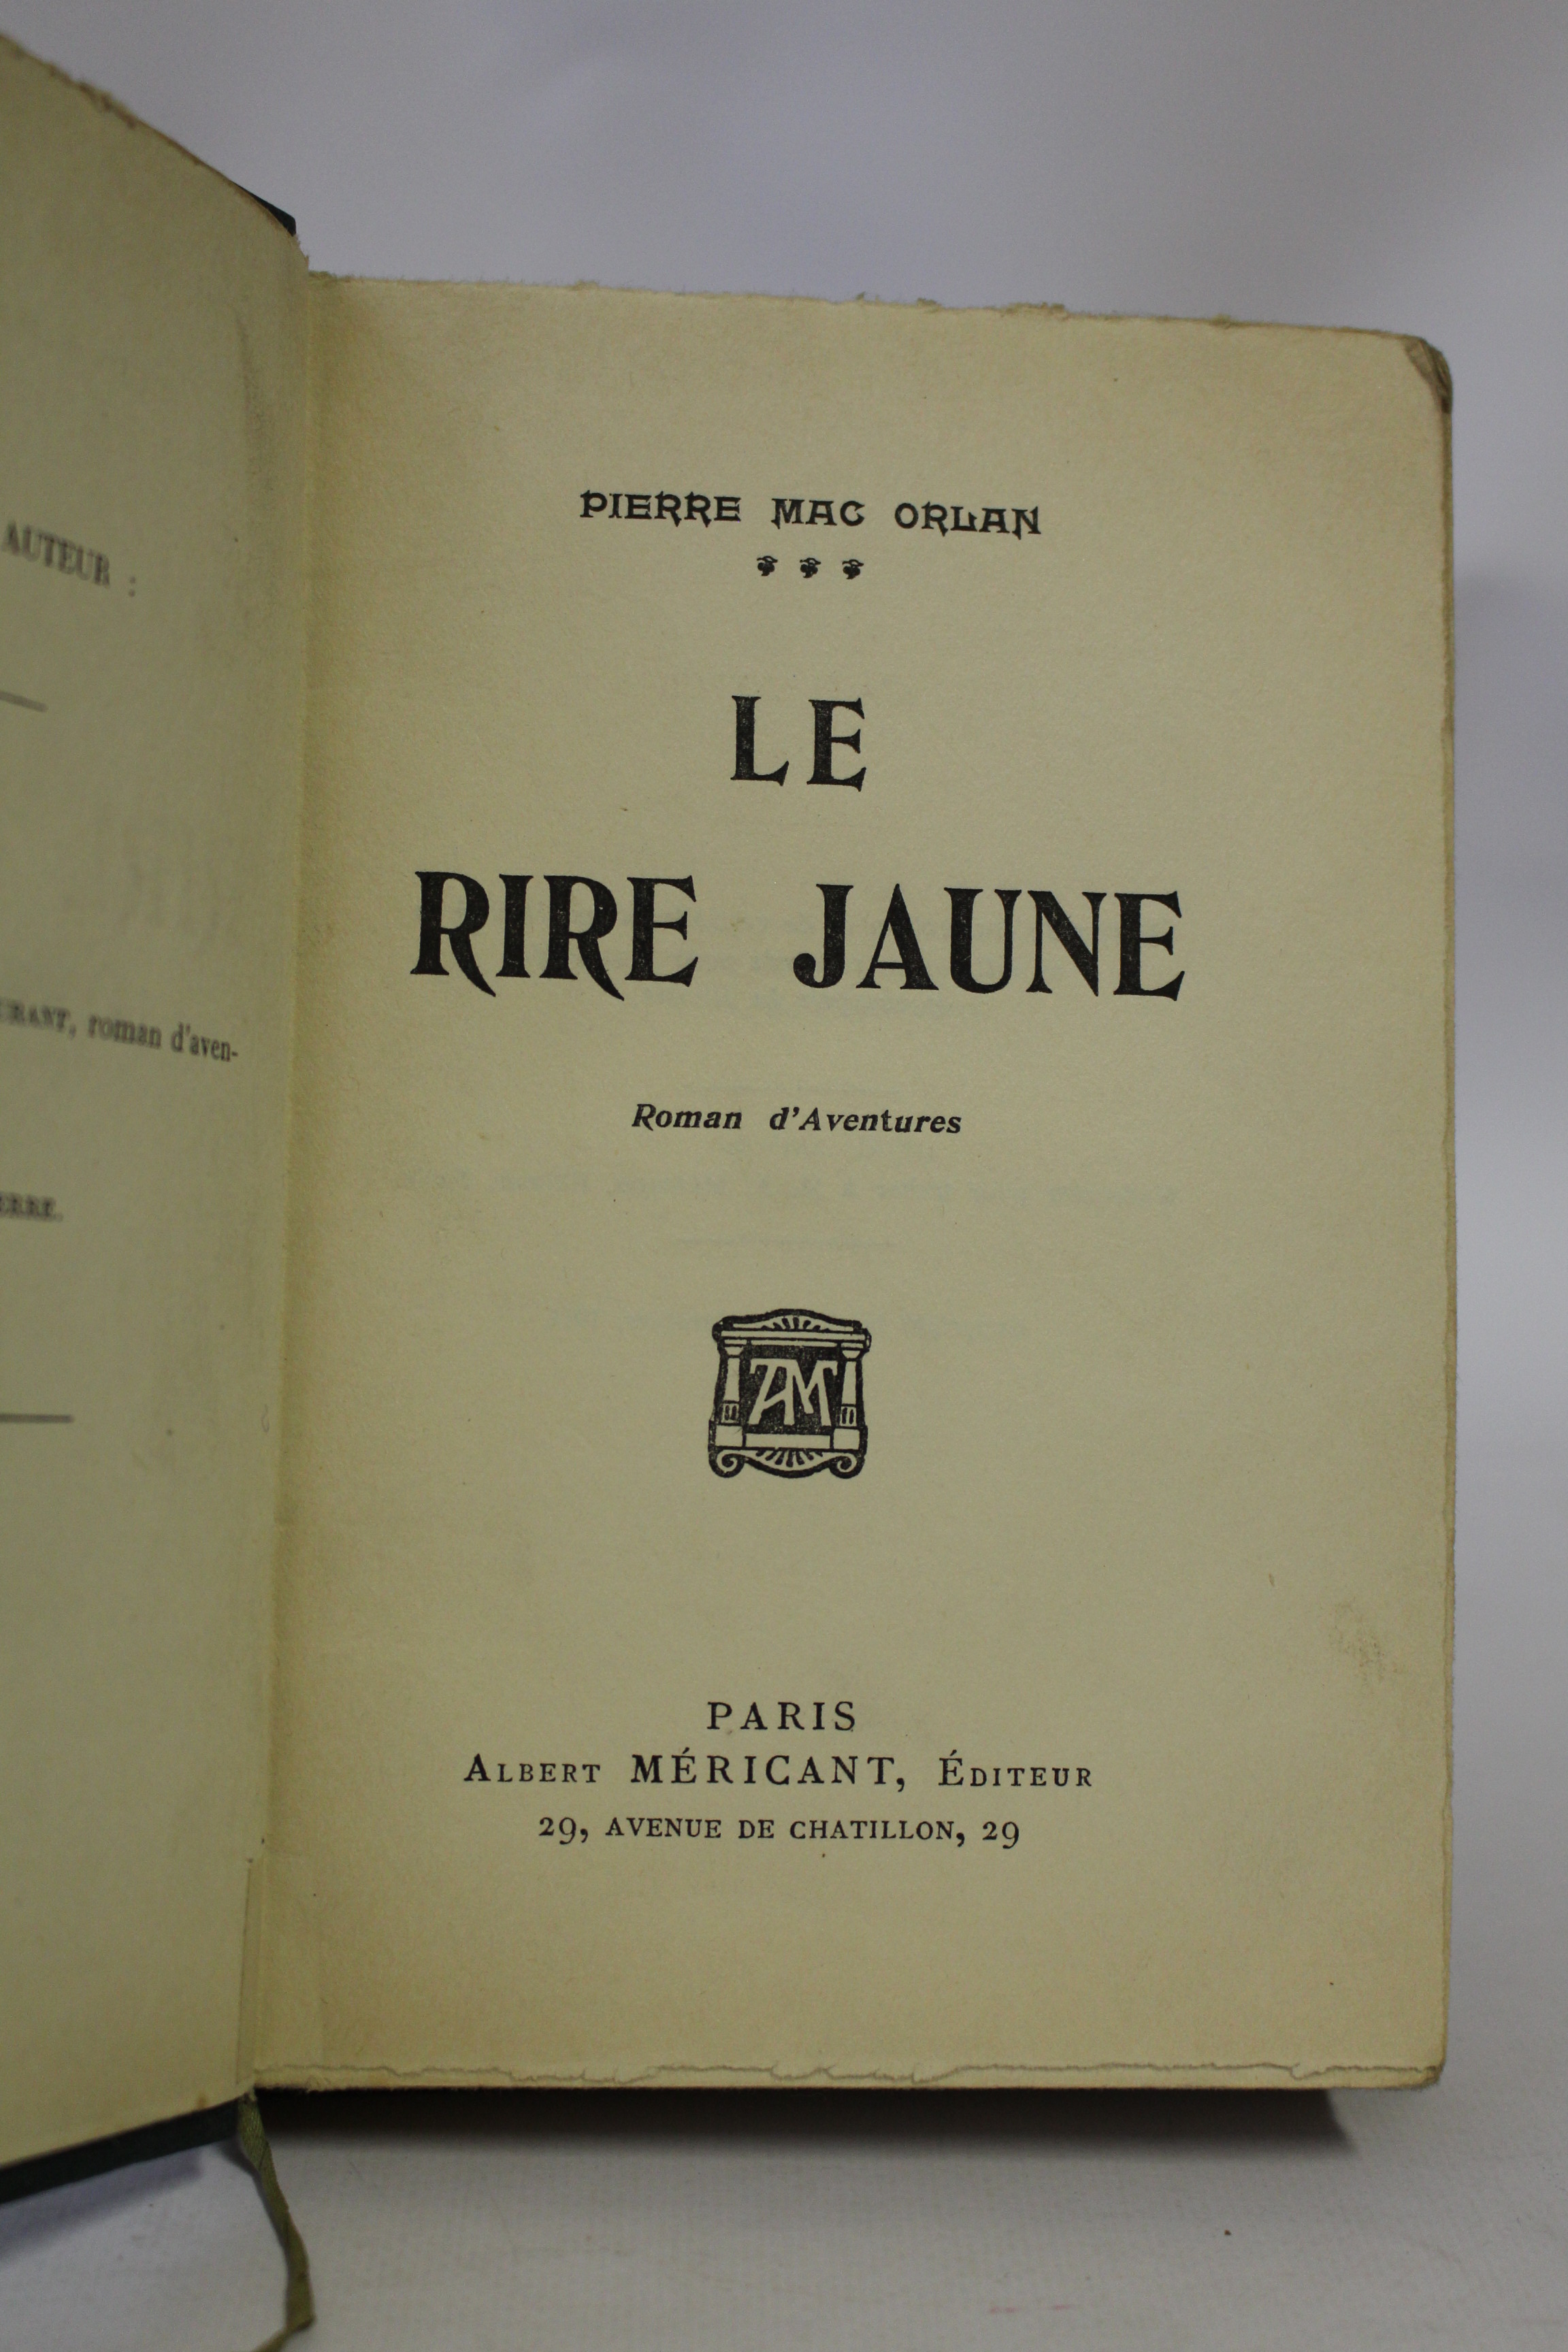 AUTEUR :
roman d'aven-
PIERRE MAC ORLAN
LE
RIRE JAUNE
Roman d'Aventures
AM
PARIS
ALBERT MÉRICANT, ÉDITEUR
29, AVENUE DE CHATILLON, 29